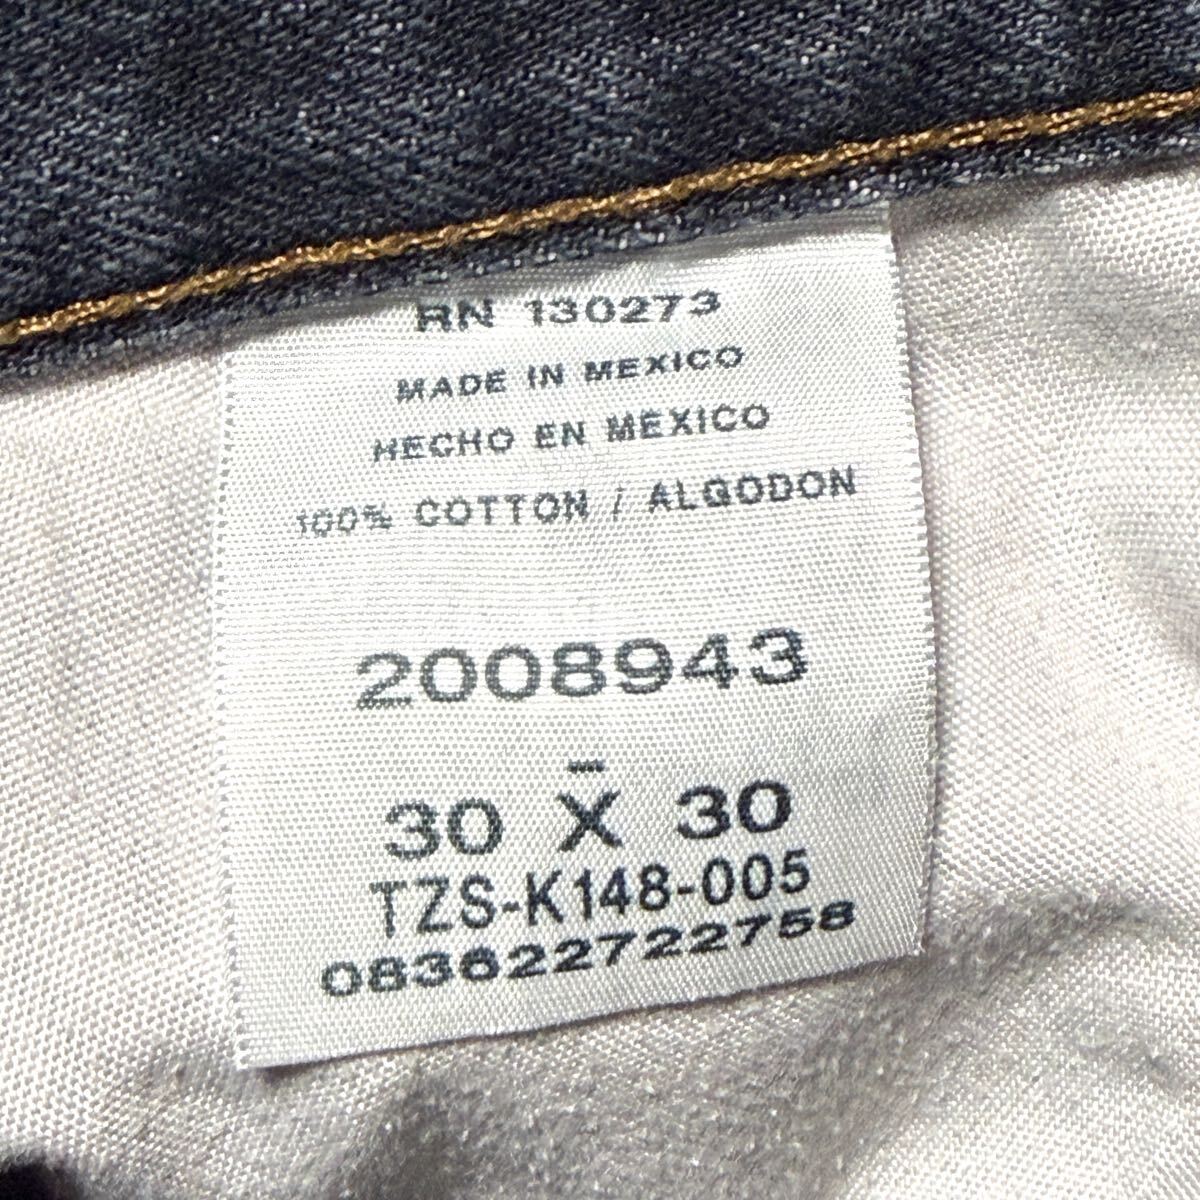 RN 130273
MADE IN MEXICO
HECHO EN MEXICO
100% COTTON / ALGODON
2008943
-
30 X 30
TZS-K148-005
083622722758